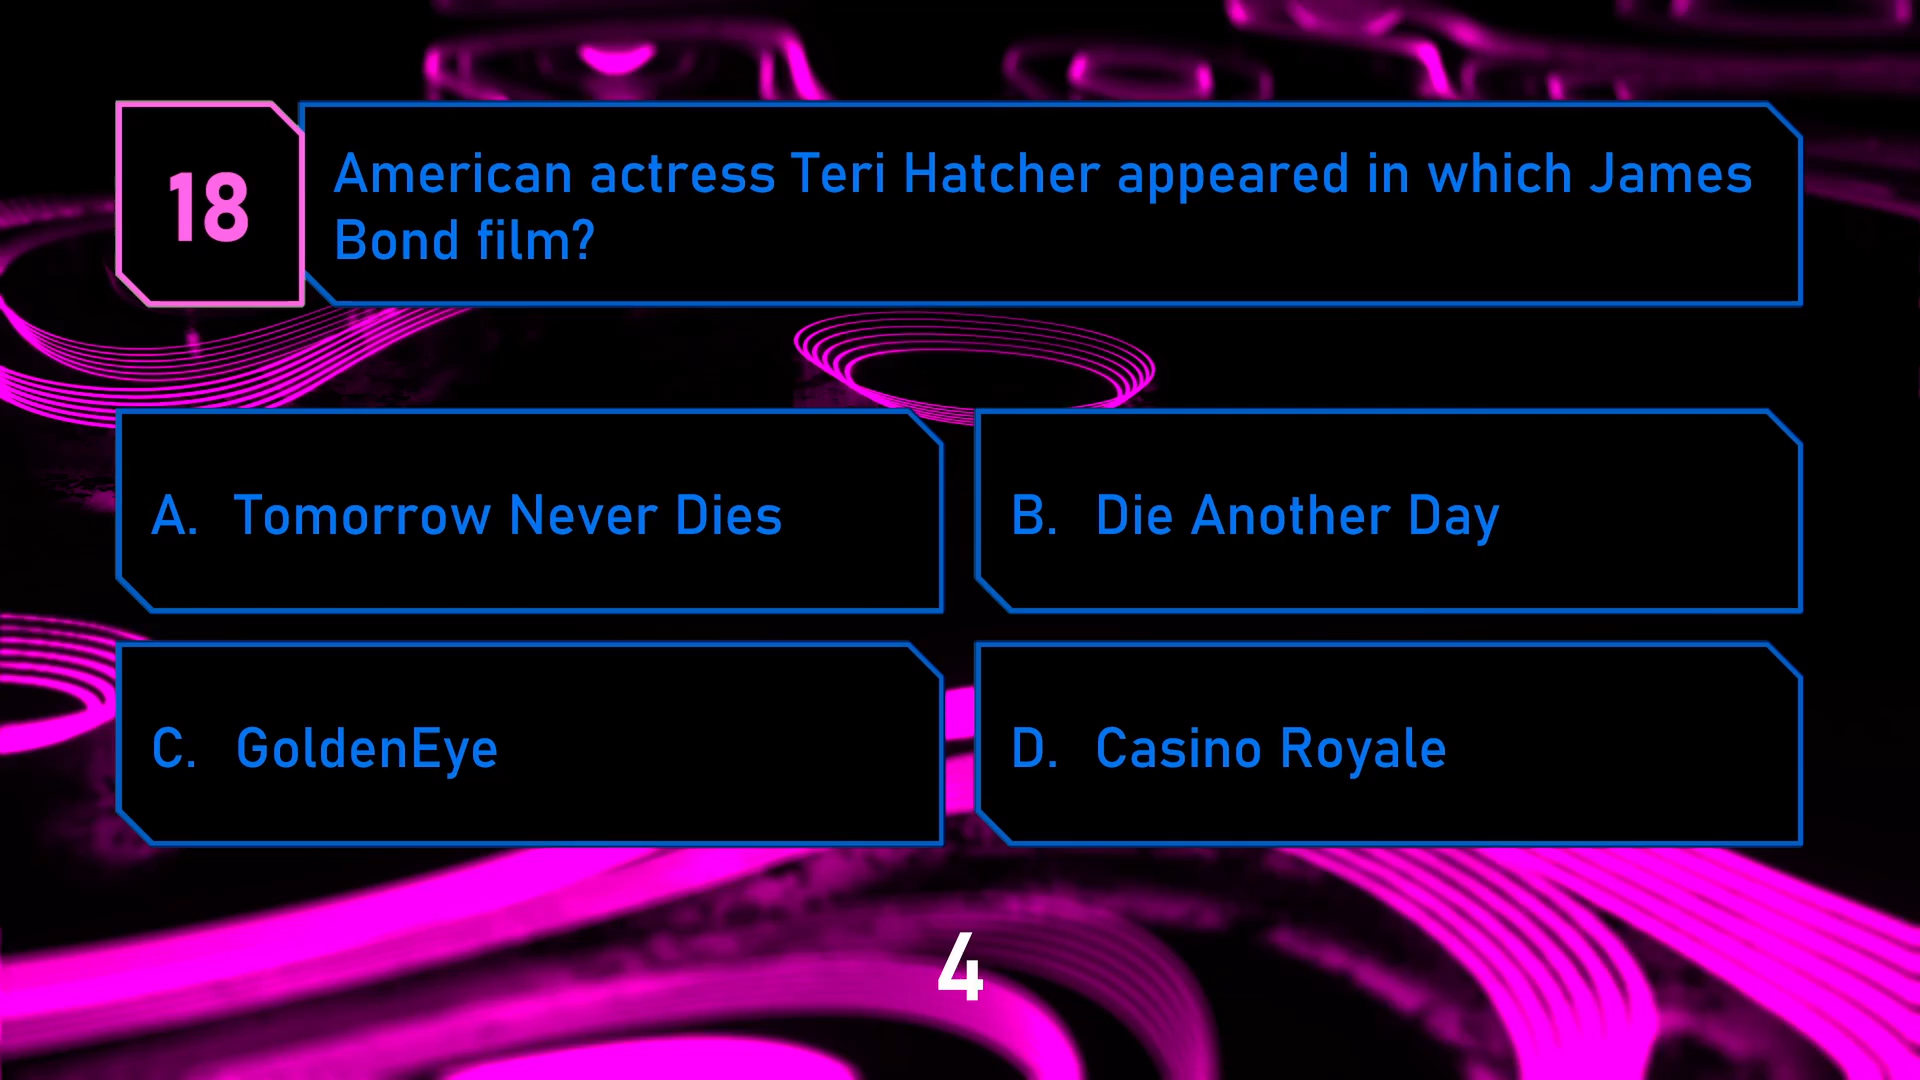 18
American actress Teri Hatcher appeared in which James
Bond film?
A. Tomorrow Never Dies
B. Die Another Day
C. GoldenEye
D. Casino Royale
4